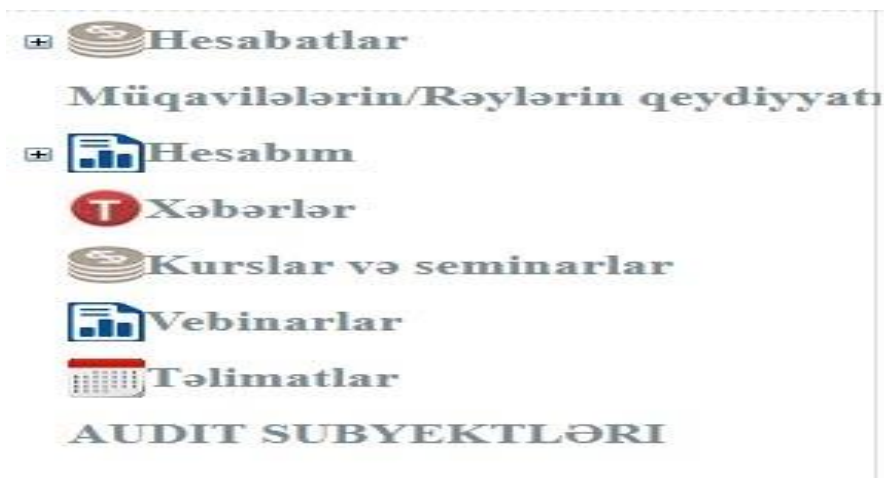 Hesabatlar
Müqavilələrin/Rəylərin qeydiyyatı
Hesabım
Xəbərlər
Kurslar və seminarlar
Vebinarlar
Təlimatlar
AUDIT SUBYEKTLƏRI